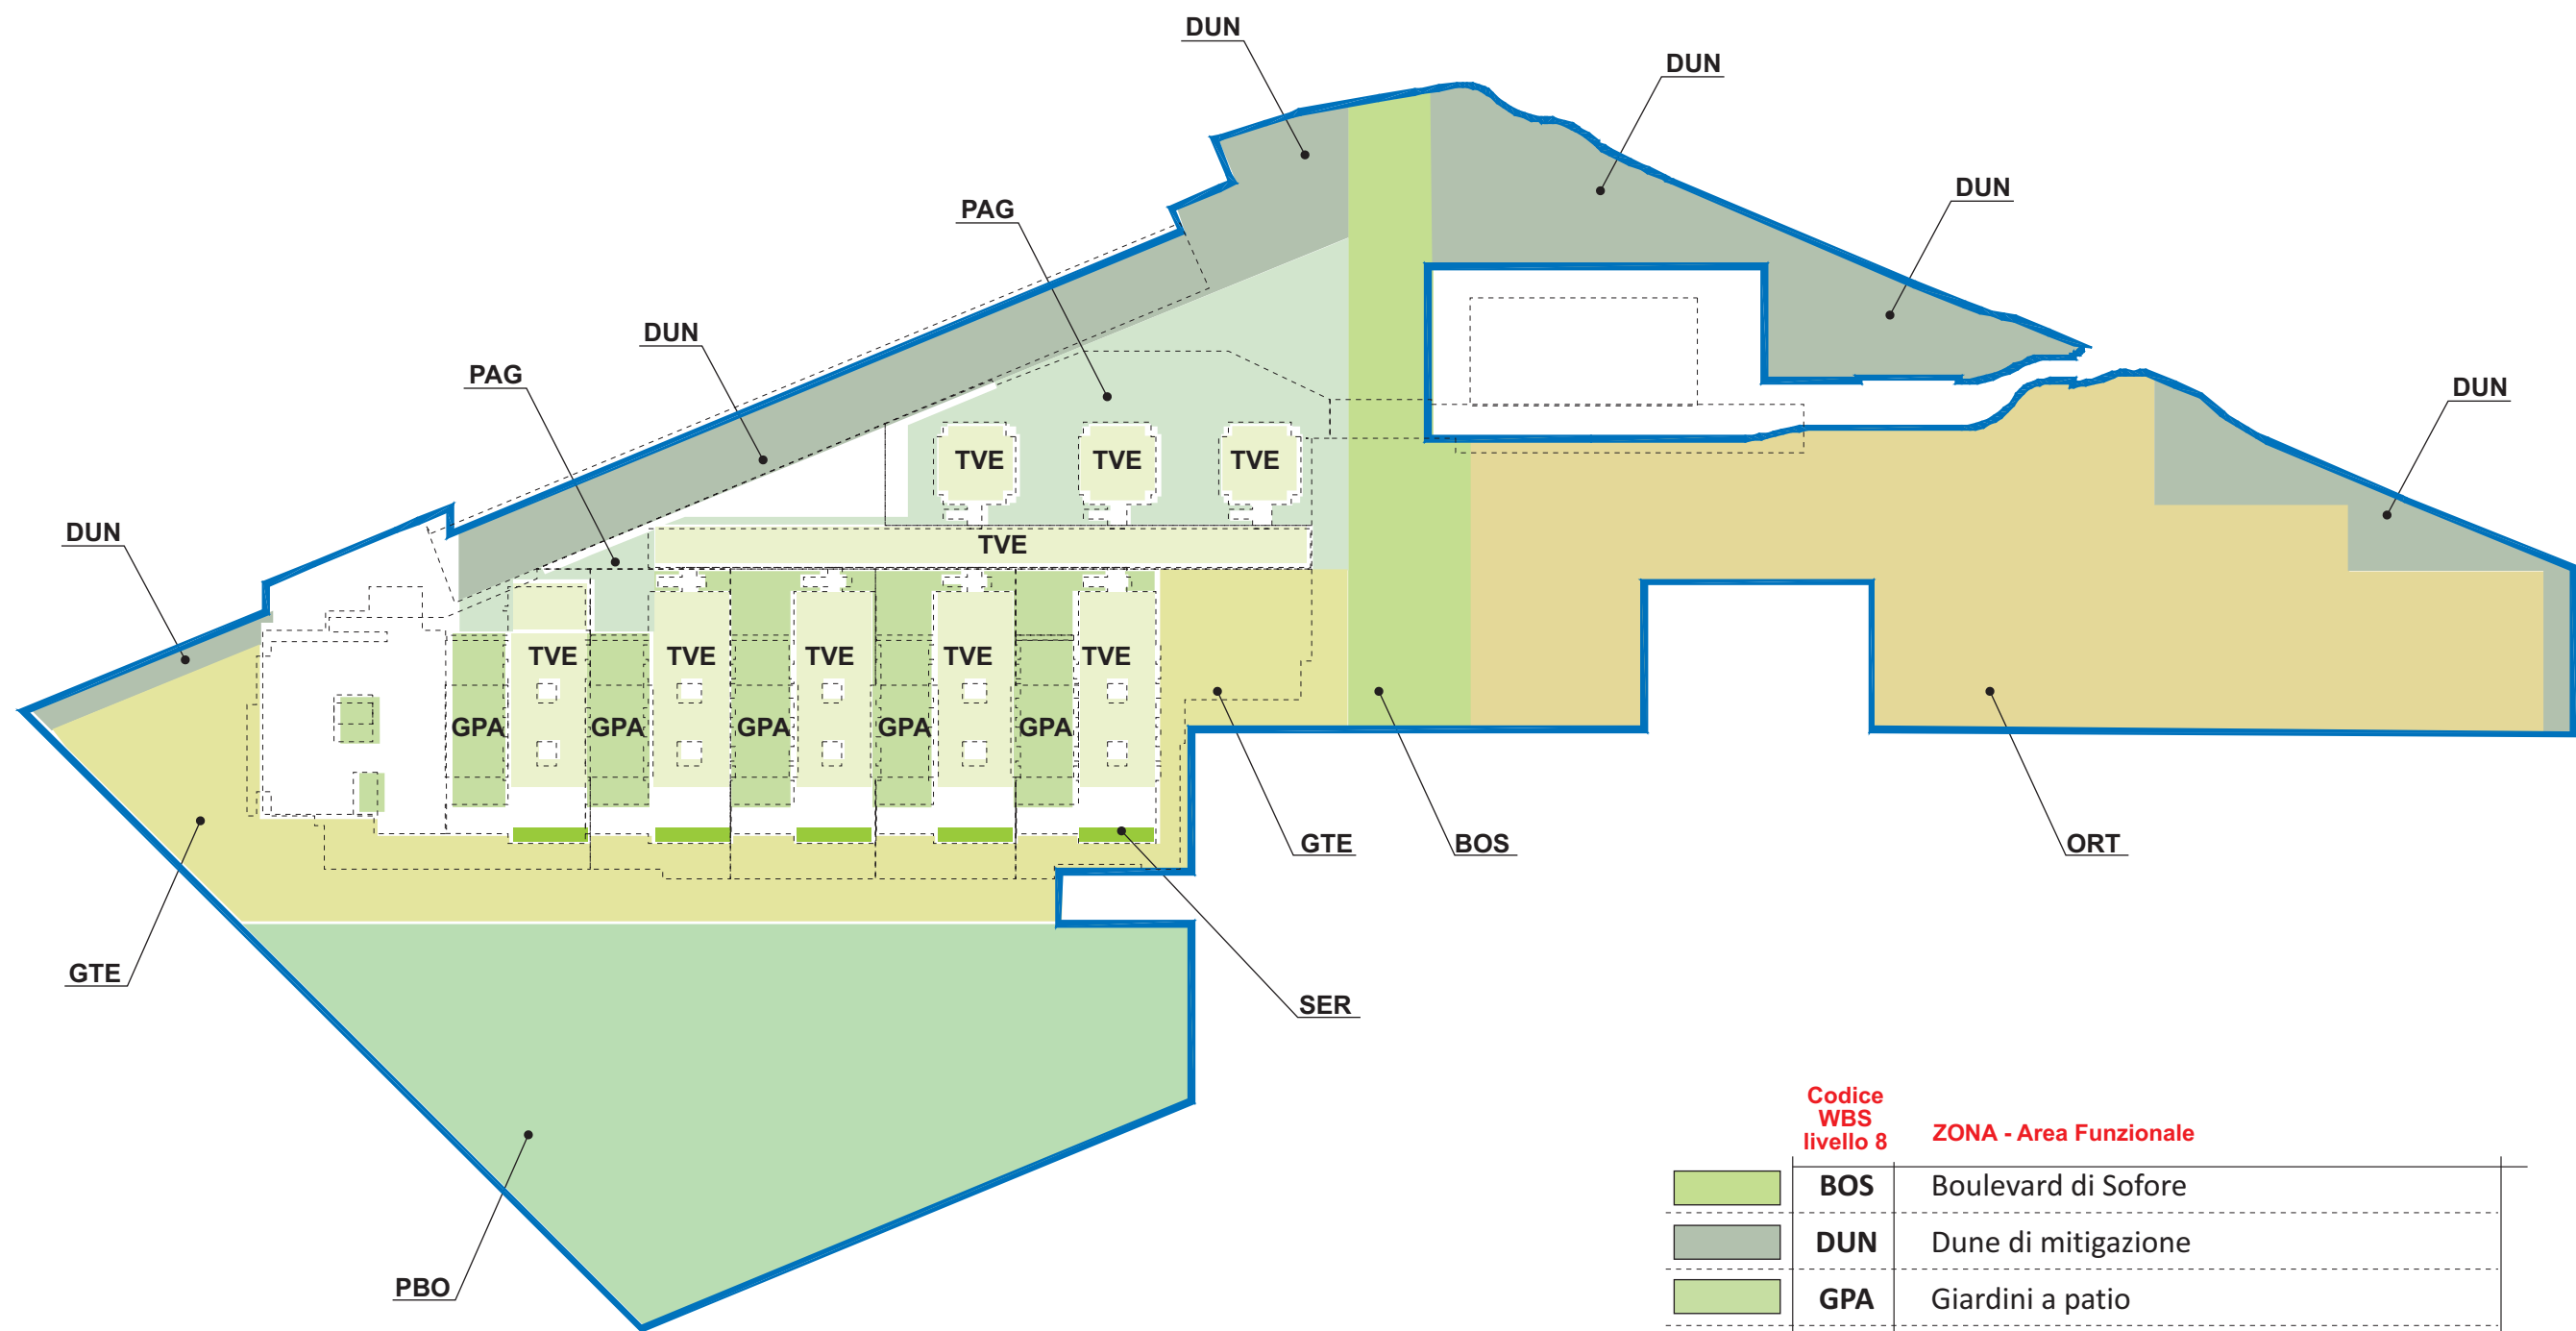 DUN
DUN
DUN
PAG
DUN
PAG
DUN
DUN
TVE TVE TVE
TVE
TVE TVE TVE TVE TVE
GPA GPA GPA GPA GPA
GTE
BOS
ORT
GTE
SER
PBO
Codice
WBS
livello 8
ZONA - Area Funzionale
BOS Boulevard di Sofore
DUN Dune di mitigazione
GPA Giardini a patio